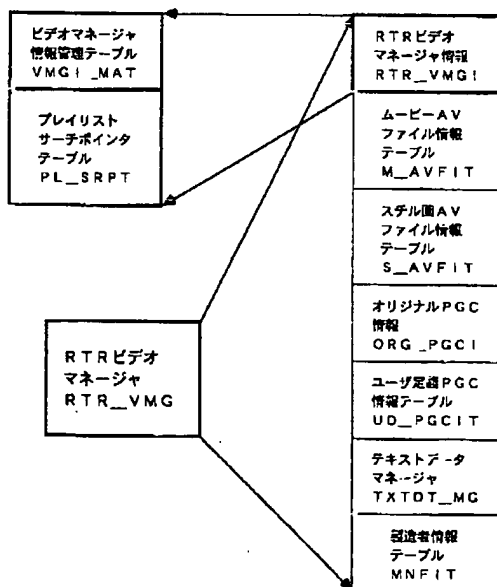 ビデオマネージャ
情報管理テーブル
VMGI_MAT
プレイリスト
サーチポインタ
テーブル
PL_SRPT
RTRビデオ
マネージャ
RTR_VMG
RTRビデオ
マネージャ情報
RTR_VMGI
ムービーAV
ファイル情報
テーブル
M_AVFIT
スチル画AV
ファイル情報
テーブル
S_AVFIT
オリジナルPGC
情報
ORG_PGCI
ユーザ定義PGC
情報テーブル
UD_PGCIT
テキストデータ
マネージャ
TXTDT_MG
製造者情報
テーブル
MNFIT